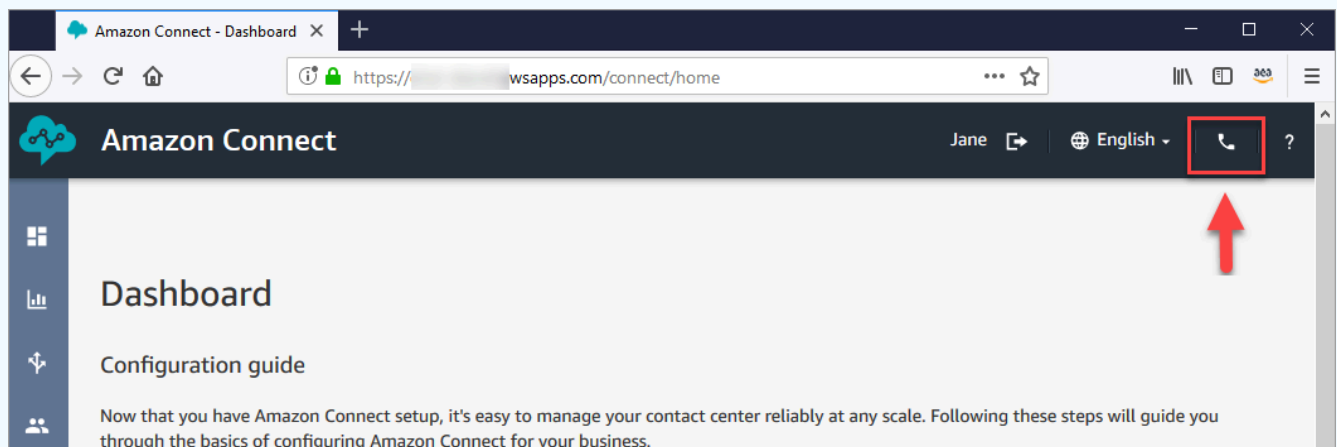 Amazon Connect - Dashboard
https:// wsapps.com/connect/home
Amazon Connect
Jane
English
?
Dashboard
Configuration guide
Now that you have Amazon Connect setup, it's easy to manage your contact center reliably at any scale. Following these steps will guide you
through the basics of configuring Amazon Connect for your business.